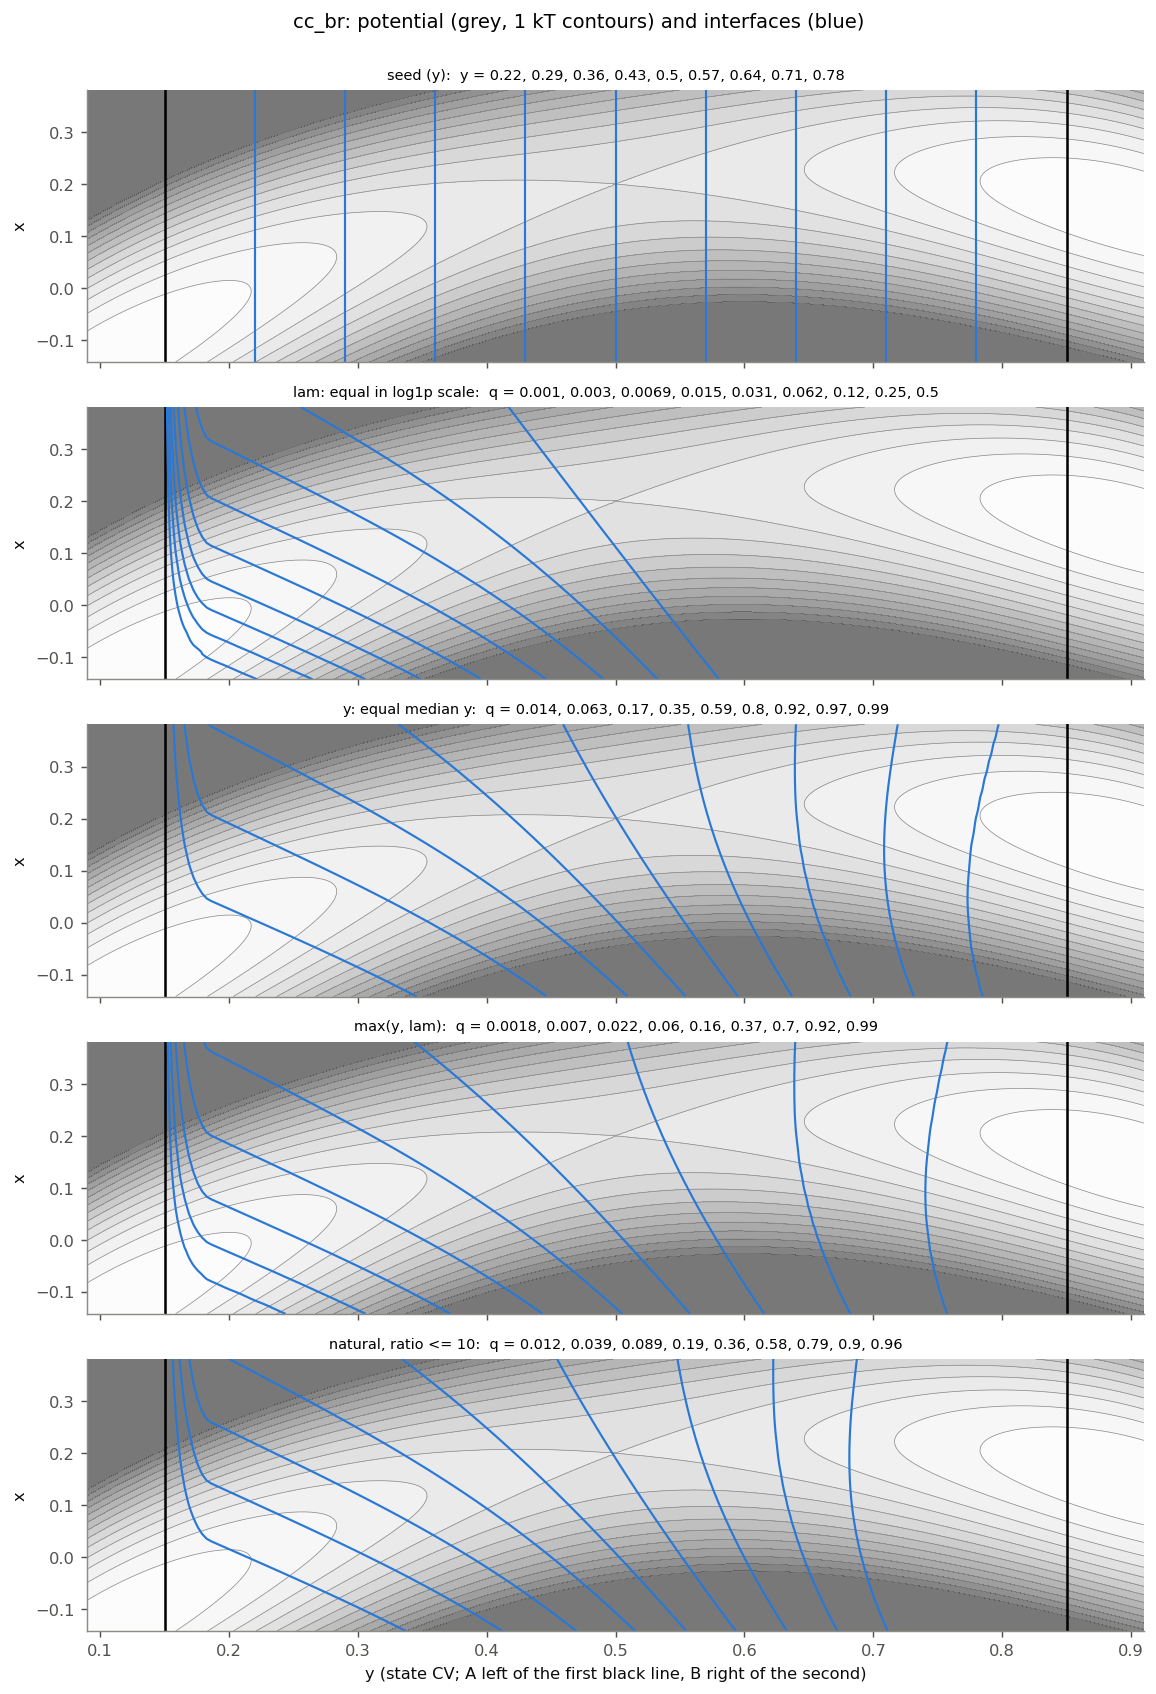 cc_br: potential (grey, 1 kT contours) and interfaces (blue)
seed (y):  y = 0.22, 0.29, 0.36, 0.43, 0.5, 0.57, 0.64, 0.71, 0.78
0.3
0.2
x
0.1
0.0
−0.1
lam: equal in log1p scale:  q = 0.001, 0.003, 0.0069, 0.015, 0.031, 0.062, 0.12, 0.25, 0.5
0.3
0.2
x
0.1
0.0
−0.1
y: equal median y:  q = 0.014, 0.063, 0.17, 0.35, 0.59, 0.8, 0.92, 0.97, 0.99
0.3
0.2
x
0.1
0.0
−0.1
max(y, lam):  q = 0.0018, 0.007, 0.022, 0.06, 0.16, 0.37, 0.7, 0.92, 0.99
0.3
0.2
x
0.1
0.0
−0.1
natural, ratio <= 10:  q = 0.012, 0.039, 0.089, 0.19, 0.36, 0.58, 0.79, 0.9, 0.96
0.3
0.2
x
0.1
0.0
−0.1
0.1 0.2 0.3 0.4 0.5 0.6 0.7 0.8 0.9
y (state CV; A left of the first black line, B right of the second)